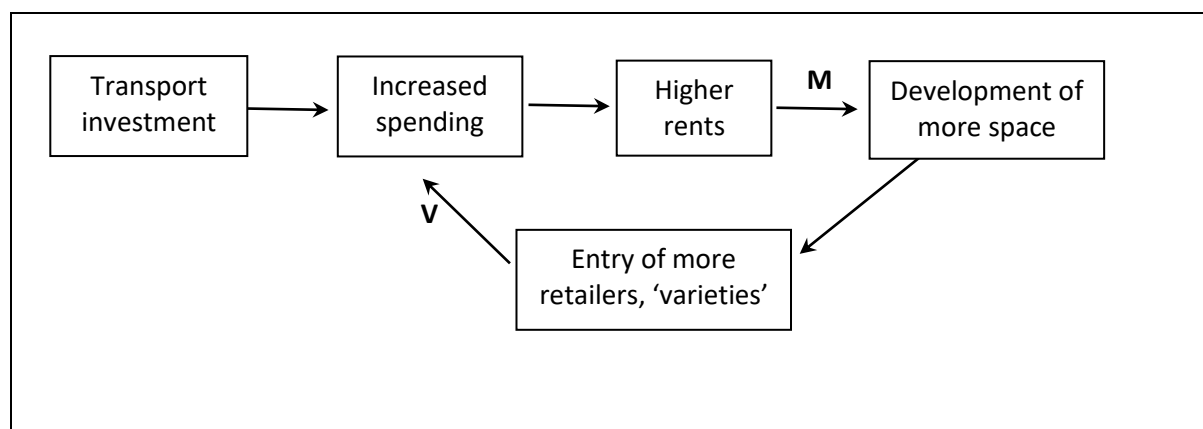 Transport
investment
Increased
spending
Higher
rents
M
Development of
more space
V
Entry of more
retailers, ‘varieties’